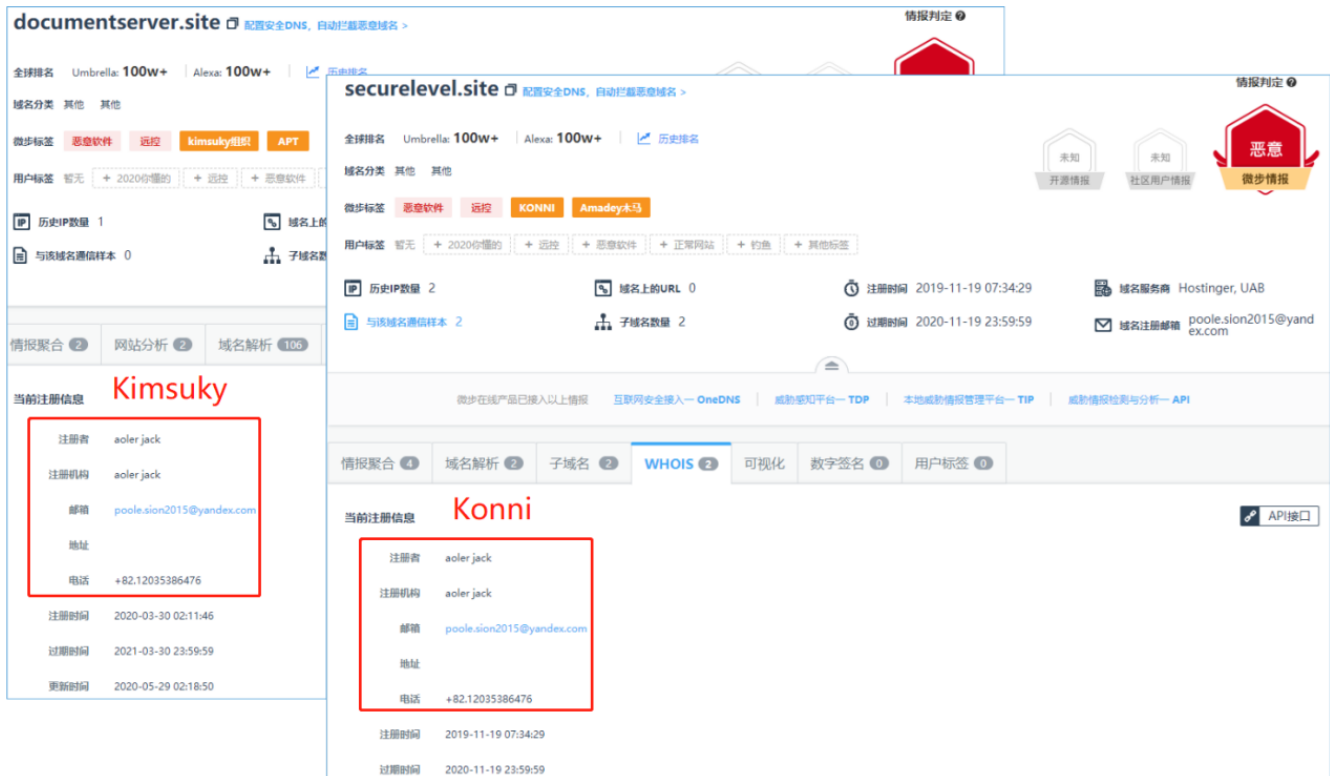 documentserver.site 配置安全DNS，自动拦截恶意域名 >
情报判定
全球排名 Umbrella: 100w+ Alexa: 100w+ 历史排名
域名分类 其他 其他
微步标签 恶意软件 远控 kimsuky组织 APT
用户标签 暂无 + 2020你懂的 + 远控 + 恶意软件
历史IP数量 1
域名上的
与该域名通信样本 0
子域名数
情报聚合 2 网站分析 2 域名解析 106
Kimsuky
当前注册信息
注册者 aoler jack
注册机构 aoler jack
邮箱 poole.sion2015@yandex.com
地址
电话 +82.12035386476
注册时间 2020-03-30 02:11:46
过期时间 2021-03-30 23:59:59
更新时间 2020-05-29 02:18:50
securelevel.site 配置安全DNS，自动拦截恶意域名 >
情报判定
全球排名 Umbrella: 100w+ Alexa: 100w+ 历史排名
未知 开源情报
未知 社区用户情报
恶意 微步情报
域名分类 其他 其他
微步标签 恶意软件 远控 KONNI Amadey木马
用户标签 暂无 + 2020你懂的 + 远控 + 恶意软件 + 正常网站 + 钓鱼 + 其他标签
历史IP数量 2 域名上的URL 0 注册时间 2019-11-19 07:34:29 域名服务商 Hostinger, UAB
与该域名通信样本 2 子域名数量 2 过期时间 2020-11-19 23:59:59 域名注册邮箱 poole.sion2015@yand
ex.com
微步在线产品已接入以上情报 互联网安全接入— OneDNS 威胁感知平台— TDP 本地威胁情报管理平台— TIP 威胁情报检测与分析— API
情报聚合 4 域名解析 2 子域名 2 WHOIS 2 可视化 数字签名 0 用户标签 0
Konni
当前注册信息
API接口
注册者 aoler jack
注册机构 aoler jack
邮箱 poole.sion2015@yandex.com
地址
电话 +82.12035386476
注册时间 2019-11-19 07:34:29
过期时间 2020-11-19 23:59:59